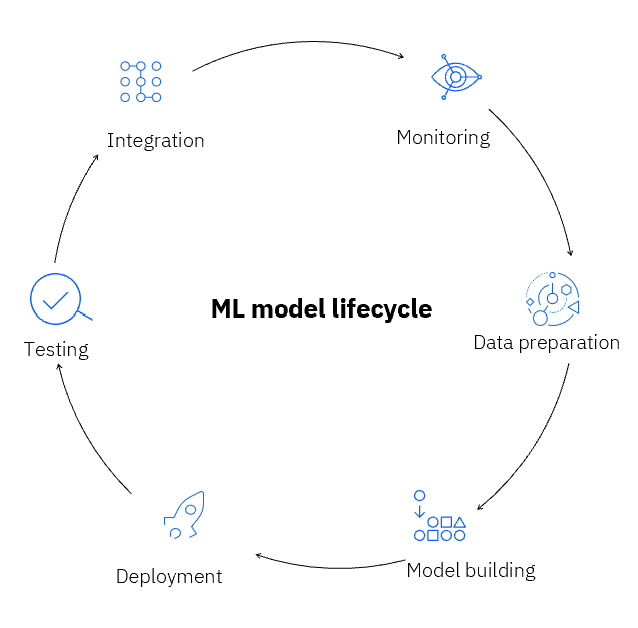 Integration
Monitoring
ML model lifecycle
Testing
Data preparation
Deployment
Model building